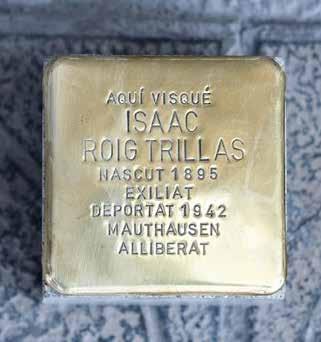 AQUÍ VISQUÉ
ISAAC
ROIG TRILLAS
NASCUT 1895
EXILIAT
DEPORTAT 1942
MAUTHAUSEN
ALLIBERAT